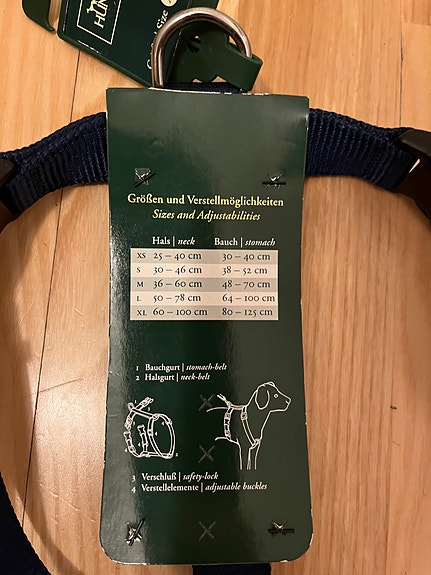 HUN
Size
Größen und Verstellmöglichkeiten
Sizes and Adjustabilities
Hals | neck Bauch | stomach
XS 25 – 40 cm 30 – 40 cm
S 30 – 46 cm 38 – 52 cm
M 36 – 60 cm 48 – 70 cm
L 50 – 78 cm 64 – 100 cm
XL 60 – 100 cm 80 – 125 cm
1 Bauchgurt | stomach-belt
2 Halsgurt | neck-belt
3 Verschluß | safety-lock
4 Verstellelemente | adjustable buckles